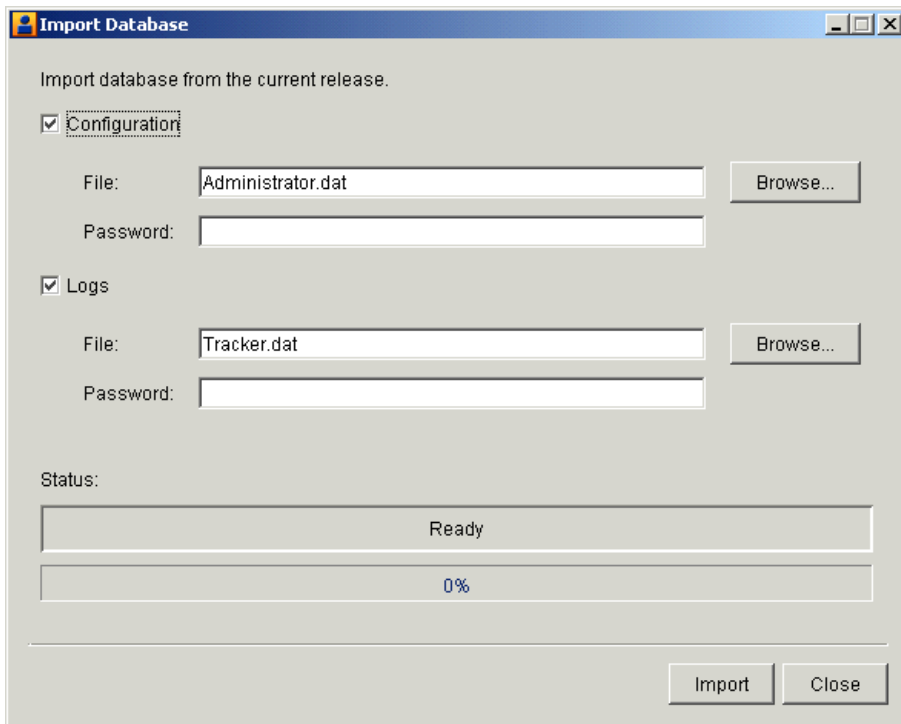 Import Database
Import database from the current release.
Configuration
File: Administrator.dat Browse...
Password:
Logs
File: Tracker.dat Browse...
Password:
Status:
Ready
0%
Import Close